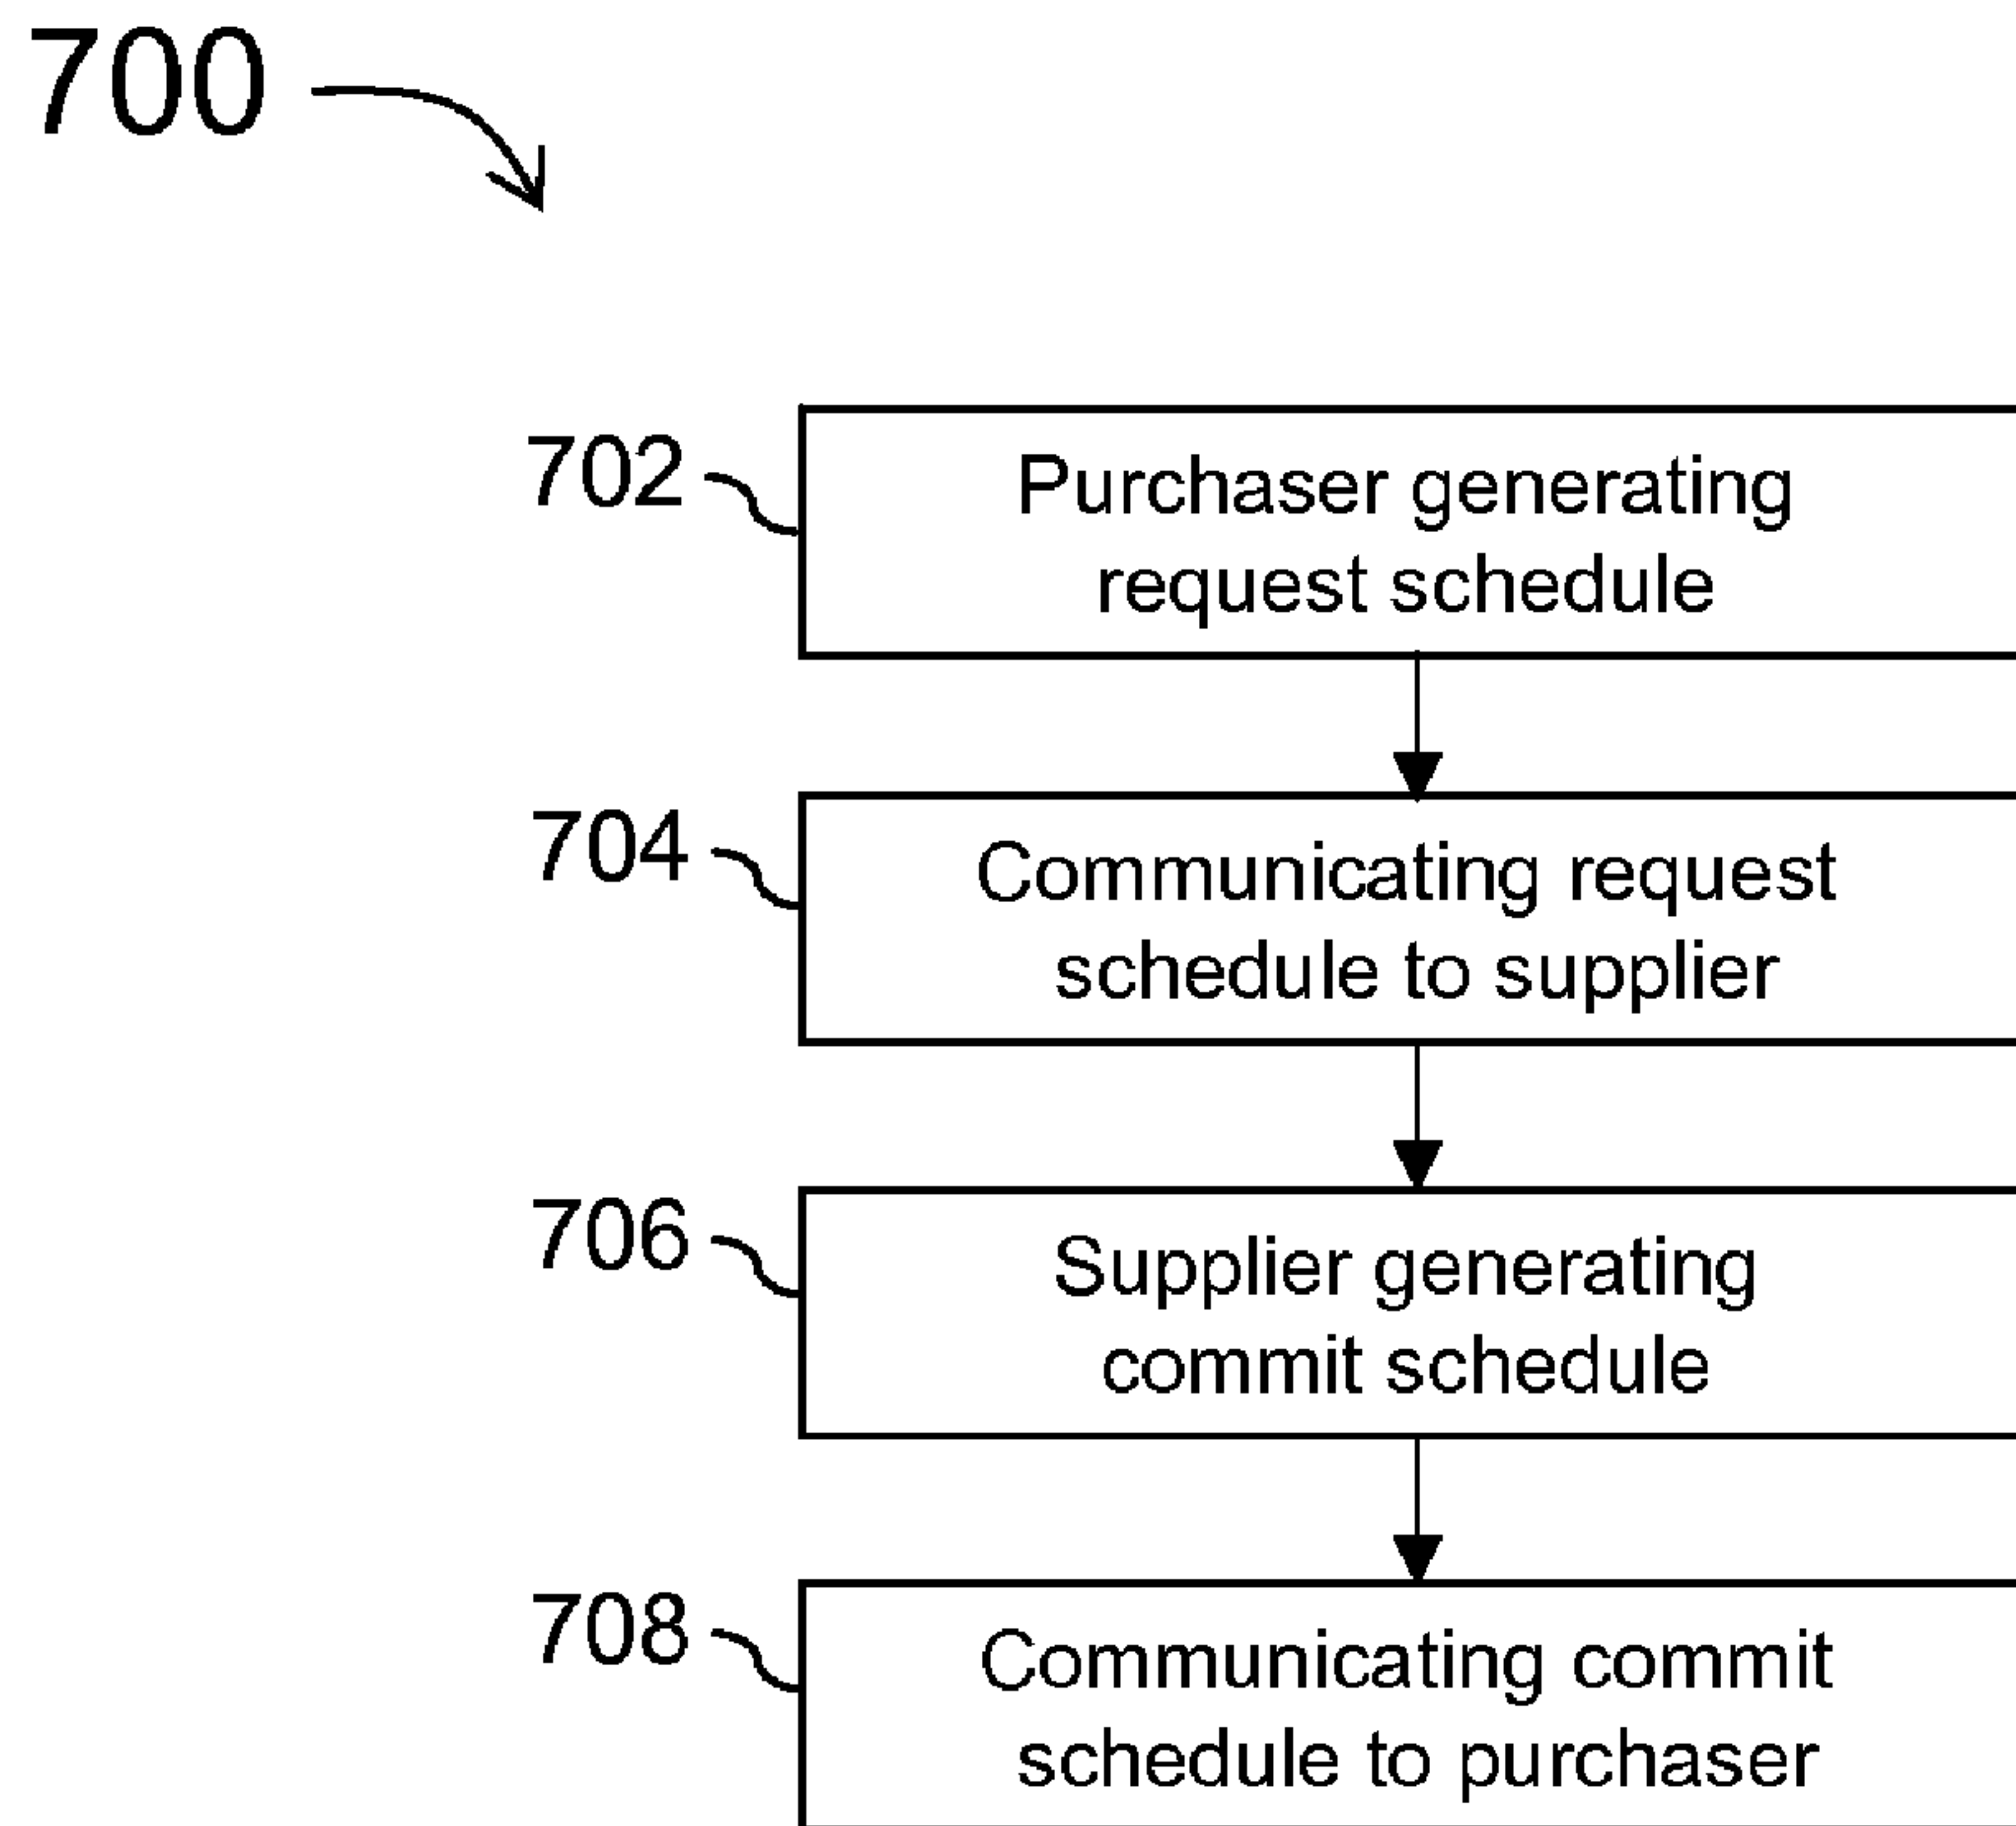 700
702
Purchaser generating
request schedule
704
Communicating request
schedule to supplier
706
Supplier generating
commit schedule
708
Communicating commit
schedule to purchaser